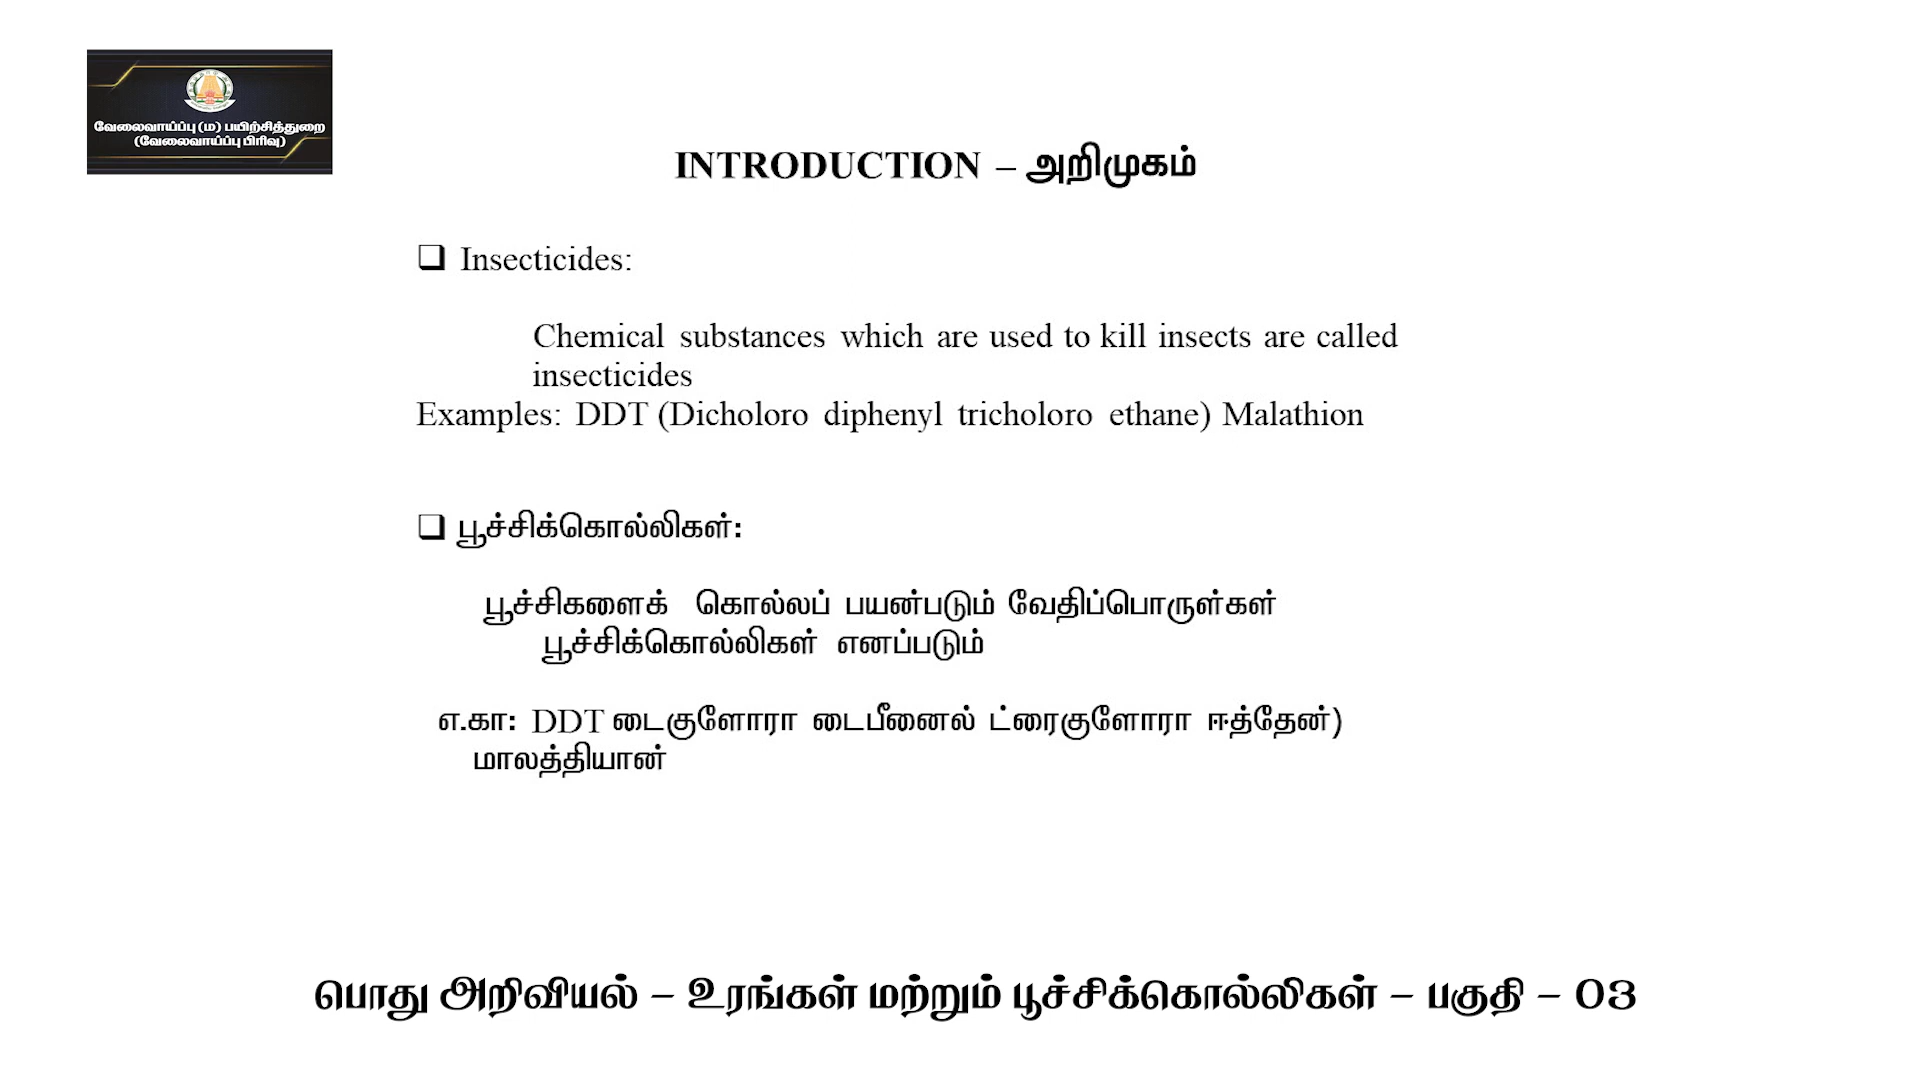 வேலைவாய்ப்பு (ம) பயிற்சித்துறை
(வேலைவாய்ப்பு பிரிவு)
INTRODUCTION – அறிமுகம்
❑ Insecticides:
Chemical substances which are used to kill insects are called
insecticides
Examples: DDT (Dicholoro diphenyl tricholoro ethane) Malathion
❑ பூச்சிக்கொல்லிகள்:
பூச்சிகளைக் கொல்லப் பயன்படும் வேதிப்பொருள்கள்
பூச்சிக்கொல்லிகள் எனப்படும்
எ.கா: DDT டைகுளோரா டைபீனைல் ட்ரைகுளோரா ஈத்தேன்)
மாலத்தியான்
பொது அறிவியல் – உரங்கள் மற்றும் பூச்சிக்கொல்லிகள் – பகுதி – 03